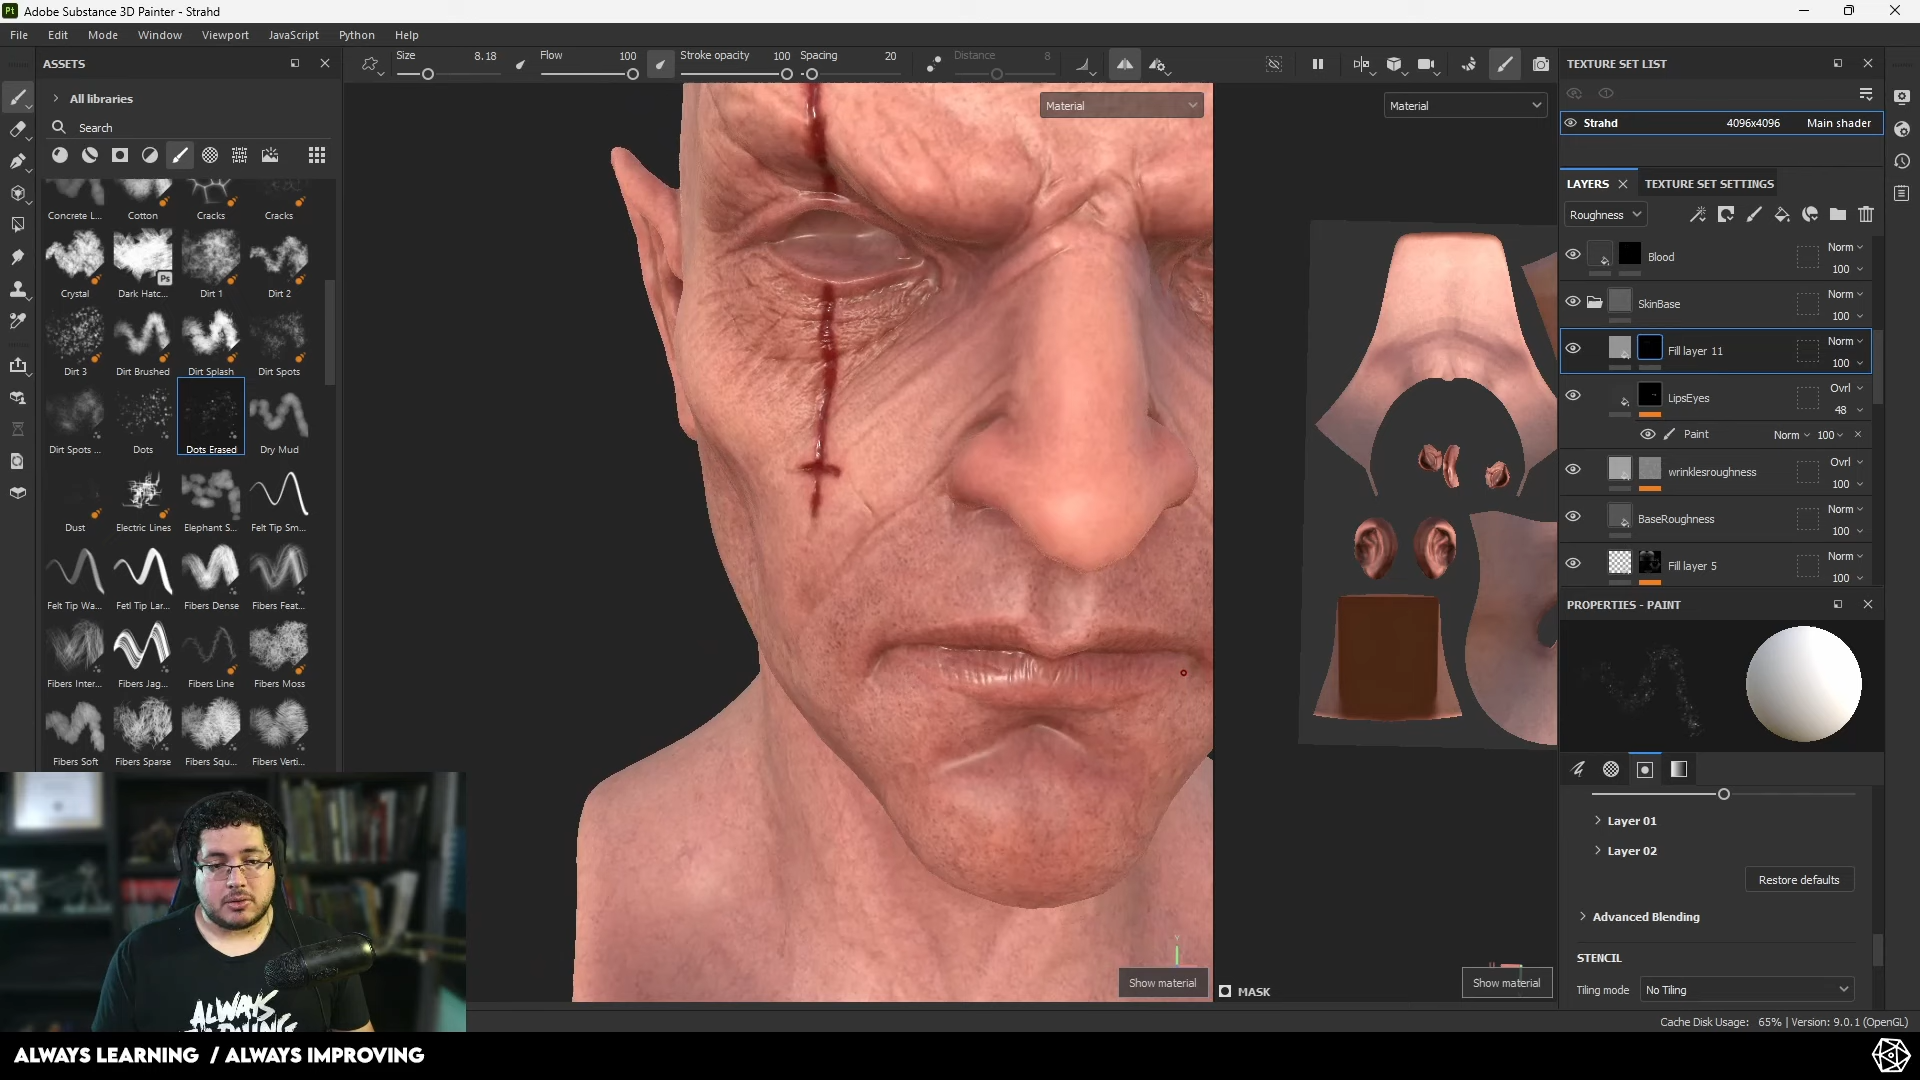 Adobe Substance 3D Painter - Strahd
File Edit Mode Window Viewport JavaScript Python Help
ASSETS
All libraries
Search
Concrete L... Cotton Cracks Cracks
Crystal Dark Hatc... Dirt 1 Dirt 2
Dirt 3 Dirt Brushed Dirt Splash Dirt Spots
Dirt Spots ... Dots Dots Erased Dry Mud
Dust Electric Lines Elephant S... Felt Tip Sm...
Felt Tip Wa... Fetl Tip Lar... Fibers Dense Fibers Feat...
Fibers Inter... Fibers Jag... Fibers Line Fibers Moss
Fibers Soft Fibers Sparse Fibers Squ... Fibers Verti...
Size 8.18 Flow 100 Stroke opacity 100 Spacing 20 Distance 8
Material
Material
Show material
MASK
Show material
TEXTURE SET LIST
Strahd 4096x4096 Main shader
LAYERS TEXTURE SET SETTINGS
Roughness
Blood Norm 100
SkinBase Norm 100
Fill layer 11 Norm 100
LipsEyes Ovrl 48
Paint Norm 100
wrinklesroughness Ovrl 100
BaseRoughness Norm 100
Fill layer 5 Norm 100
PROPERTIES - PAINT
Layer 01
Layer 02
Restore defaults
Advanced Blending
STENCIL
Tiling mode No Tiling
Cache Disk Usage: 65% | Version: 9.0.1 (OpenGL)
ALWAYS
ALWAYS LEARNING / ALWAYS IMPROVING